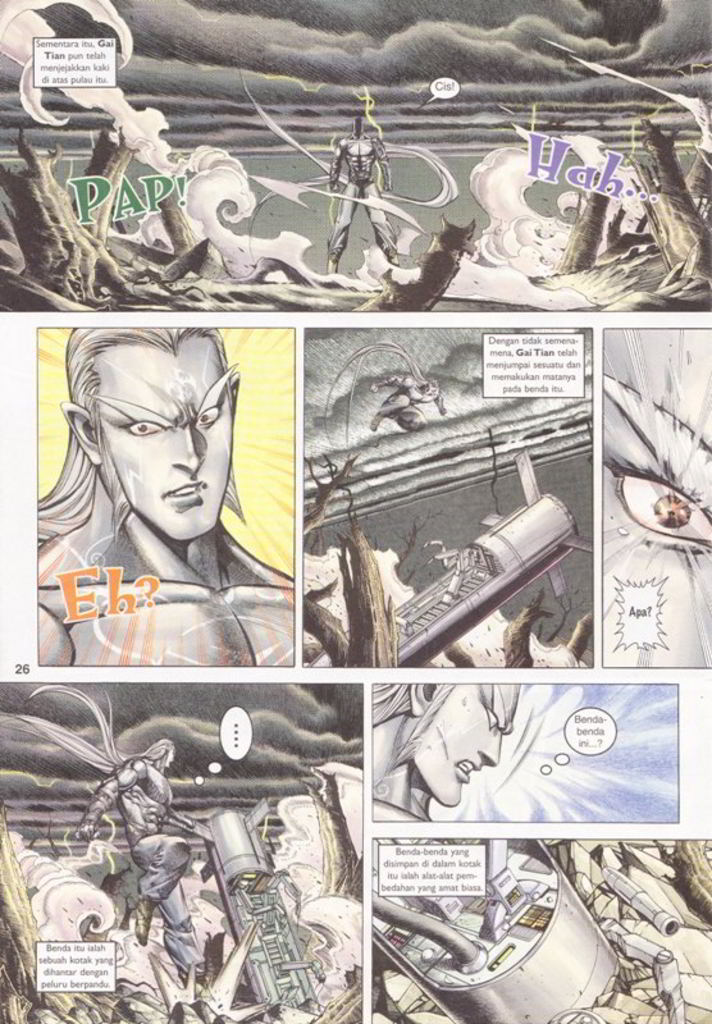 Sementara itu, Gai
Tian pun telah
menjejakkan kaki
di atas pulau itu.
Cis!
PAP!
Hah...
Eh?
Dengan tidak semena-
mena, Gai Tian telah
menjumpai sesuatu dan
memakukan matanya
pada benda itu.
Apa?
26
Benda-
benda
ini...?
Benda itu ialah
sebuah kotak yang
dihantar dengan
peluru berpandu.
Benda-benda yang
disimpan di dalam kotak
itu ialah alat-alat pem-
bedahan yang amat biasa.